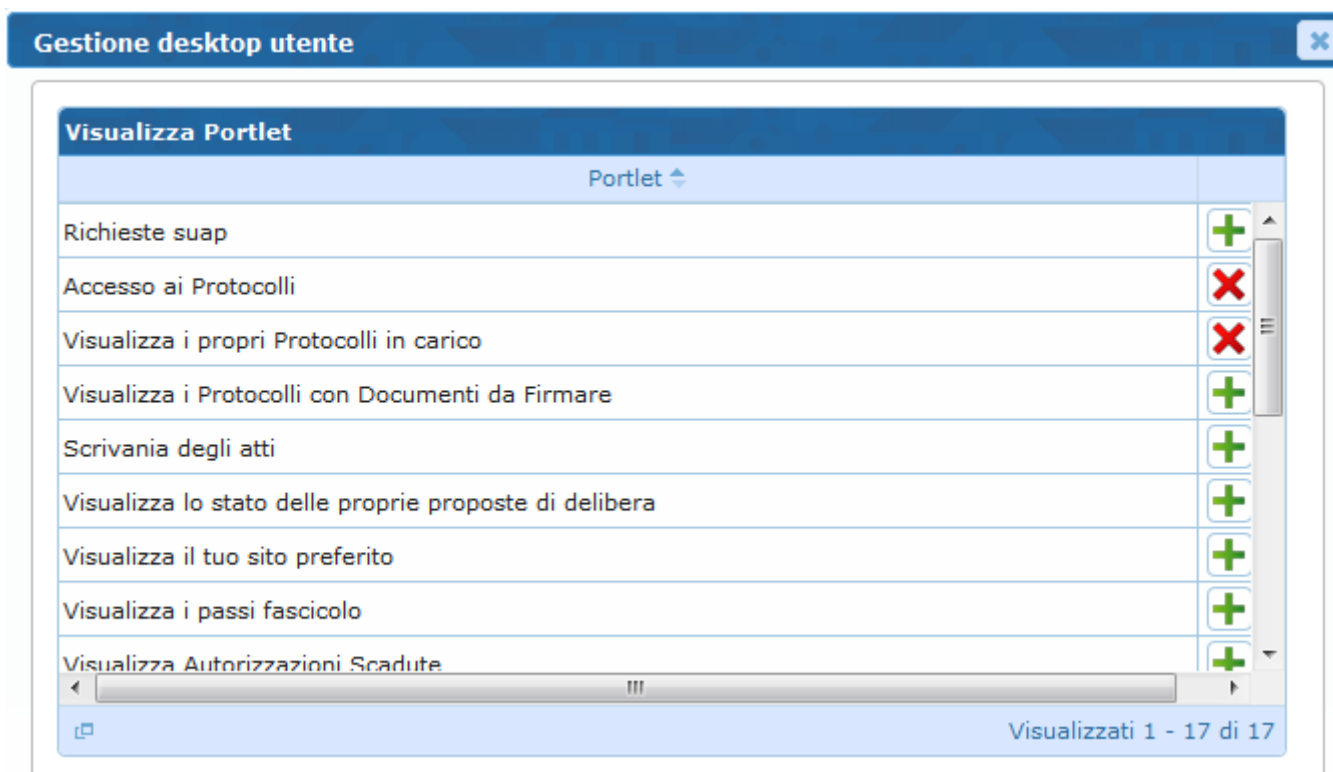 Gestione desktop utente
Visualizza Portlet
Portlet
Richieste suap
Accesso ai Protocolli
Visualizza i propri Protocolli in carico
Visualizza i Protocolli con Documenti da Firmare
Scrivania degli atti
Visualizza lo stato delle proprie proposte di delibera
Visualizza il tuo sito preferito
Visualizza i passi fascicolo
Visualizza Autorizzazioni Scadute
Visualizzati 1 - 17 di 17